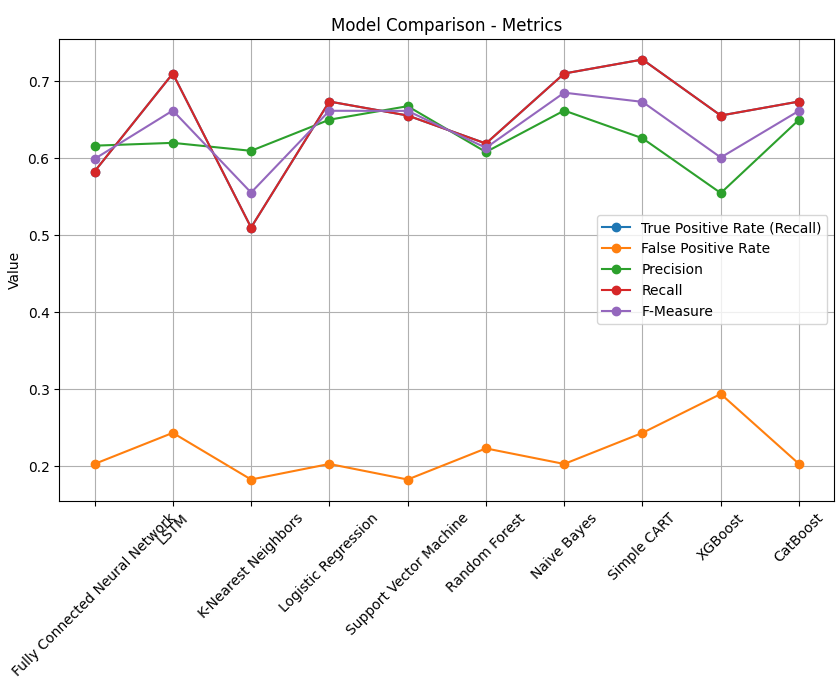 Model Comparison - Metrics
Value
0.7
0.6
0.5
0.4
0.3
0.2
True Positive Rate (Recall)
False Positive Rate
Precision
Recall
F-Measure
Fully Connected Neural Network
LSTM
K-Nearest Neighbors
Logistic Regression
Support Vector Machine
Random Forest
Naive Bayes
Simple CART
XGBoost
CatBoost